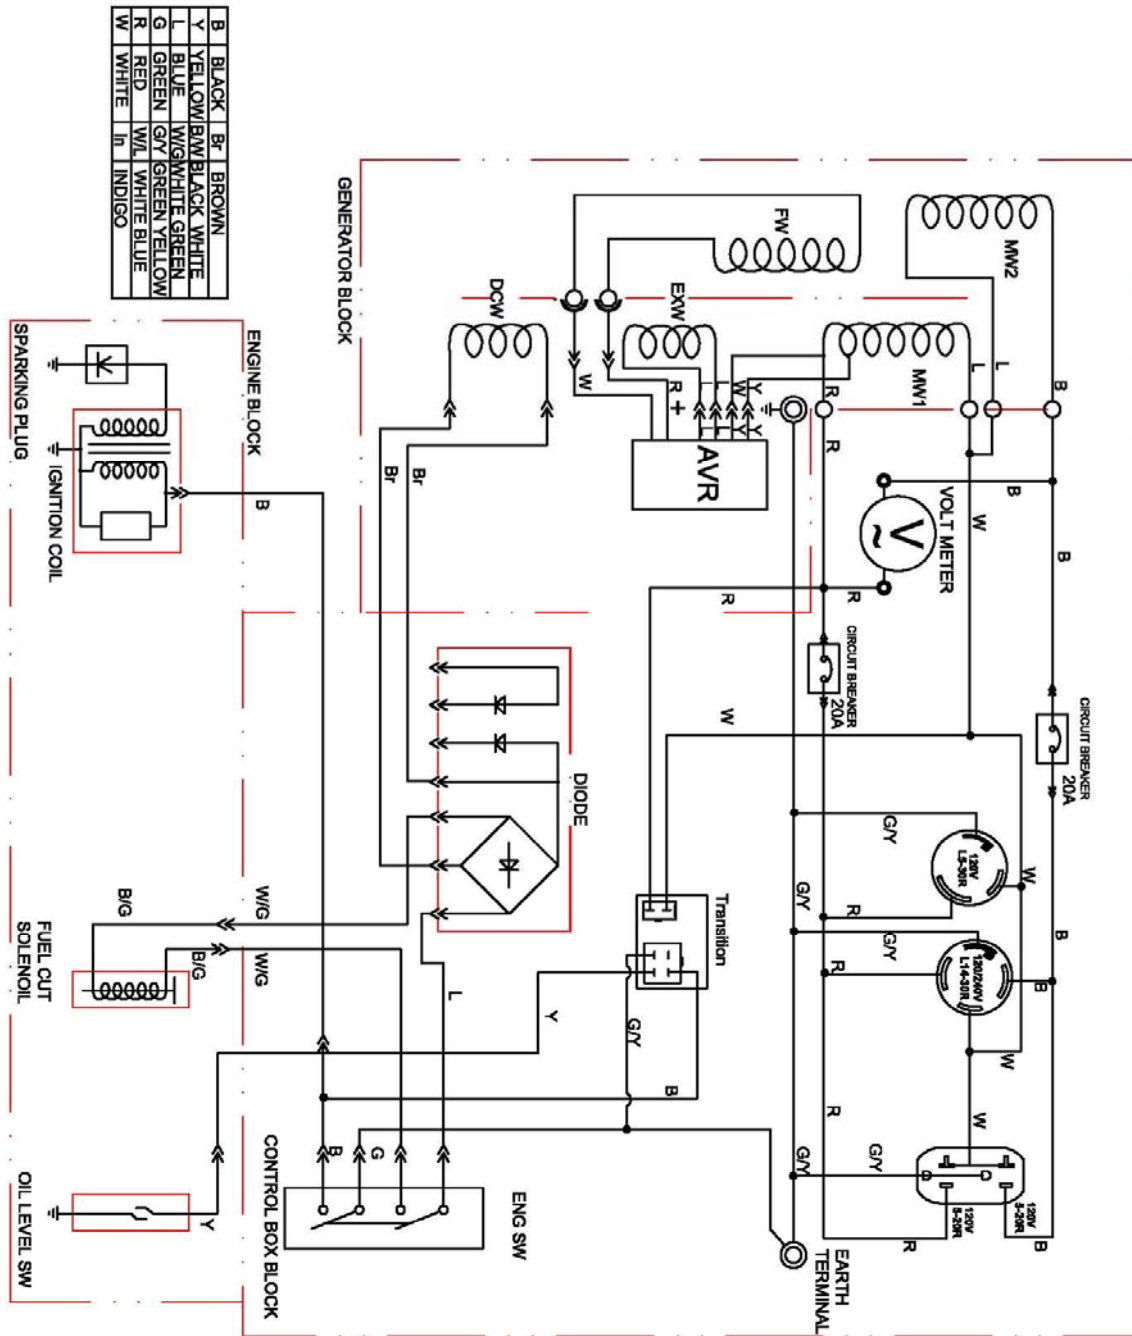 B BLACK Br BROWN
Y YELLOW B/W BLACK WHITE
L BLUE W/G WHITE GREEN
G GREEN G/Y GREEN YELLOW
R RED W/L WHITE BLUE
W WHITE In INDIGO
GENERATOR BLOCK
MW2
FW
DCW
EXW
MW1
L
L
B
W
R
+
W
Y
Y
R
R
AVR
Br
Br
B
W
B
V
~
VOLT METER
R
R
CIRCUIT BREAKER
20A
CIRCUIT BREAKER
20A
W
ENGINE BLOCK
SPARKING PLUG
IGNITION COIL
B
DIODE
G/Y
120V
L5-30R
W
G/Y
R
B
G/Y
120/240V
L14-30R
R
B
W
Transition
W/G
B/G
W/G
B/G
FUEL CUT
SOLENOIL
L
Y
G/Y
B
R
W
G/Y
G/Y
120V
5-20R
120V
5-20R
R
B
B
G
ENG SW
CONTROL BOX BLOCK
EARTH
TERMINAL
Y
OIL LEVEL SW